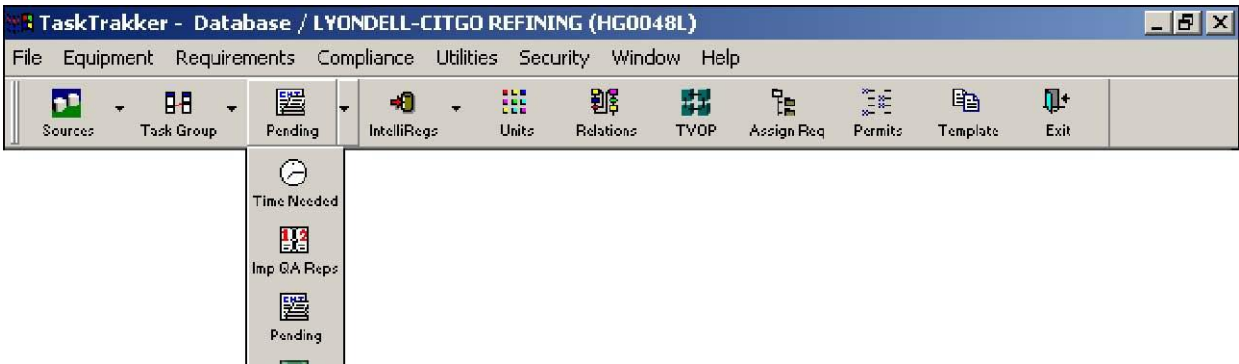 TaskTrakker - Database / LYONDELL-CITGO REFINING (HG0048L)
File Equipment Requirements Compliance Utilities Security Window Help
Sources Task Group Pending IntelliRegs Units Relations TVOP Assign Req Permits Template Exit
Time Needed
Imp QA Reps
Pending